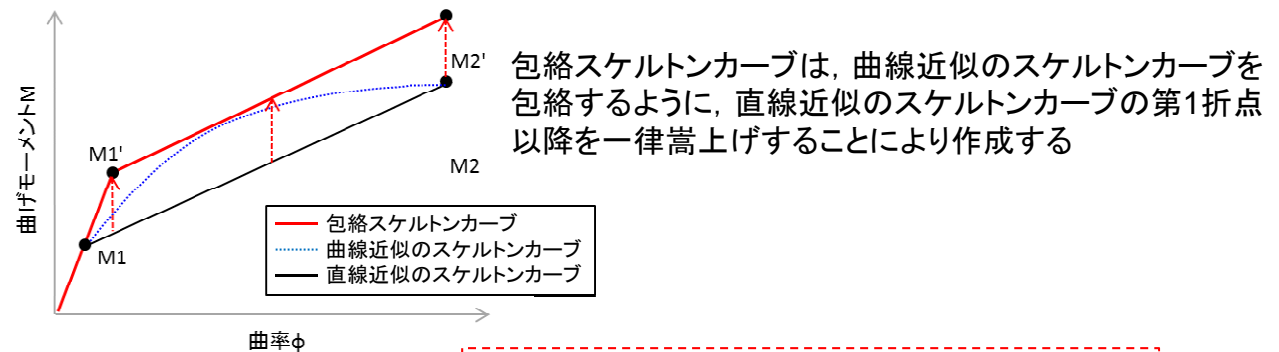 包絡スケルトンカーブは，曲線近似のスケルトンカーブを
包絡するように，直線近似のスケルトンカーブの第1折点
以降を一律嵩上げすることにより作成する
曲げモーメントM
M2'
M1'
M2
M1
包絡スケルトンカーブ
曲線近似のスケルトンカーブ
直線近似のスケルトンカーブ
曲率φ